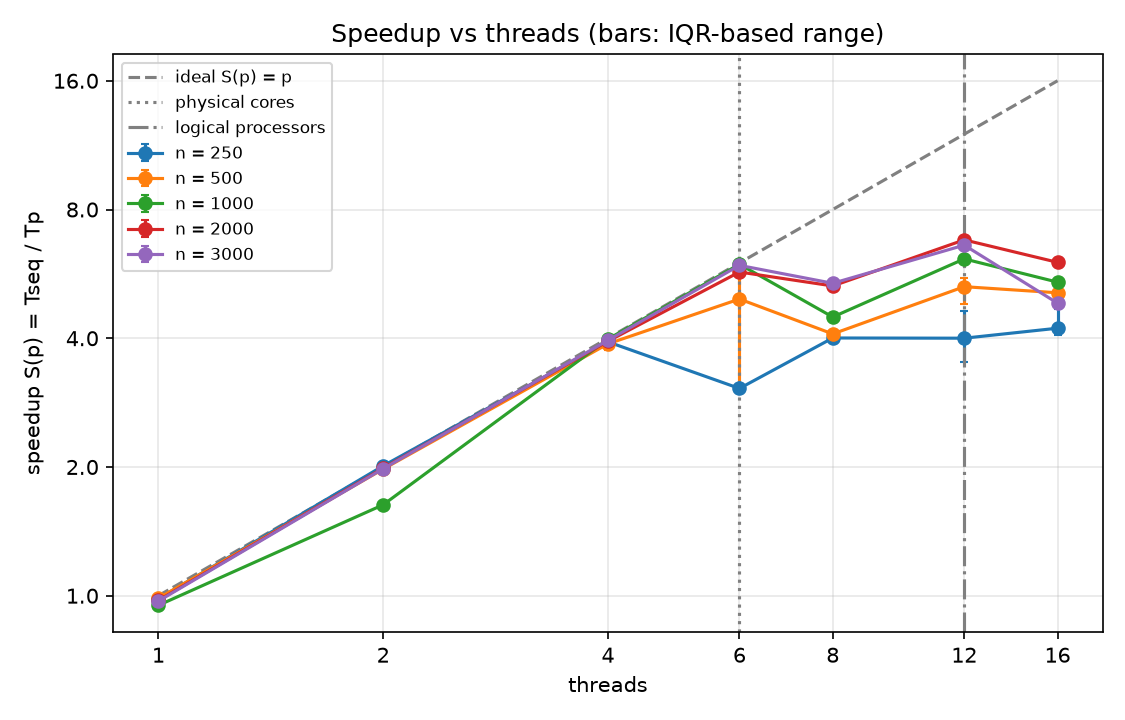 Speedup vs threads (bars: IQR-based range)
speedup S(p) = Tseq / Tp
16.0
8.0
4.0
2.0
1.0
ideal S(p) = p
physical cores
logical processors
n = 250
n = 500
n = 1000
n = 2000
n = 3000
1 2 4 6 8 12 16
threads